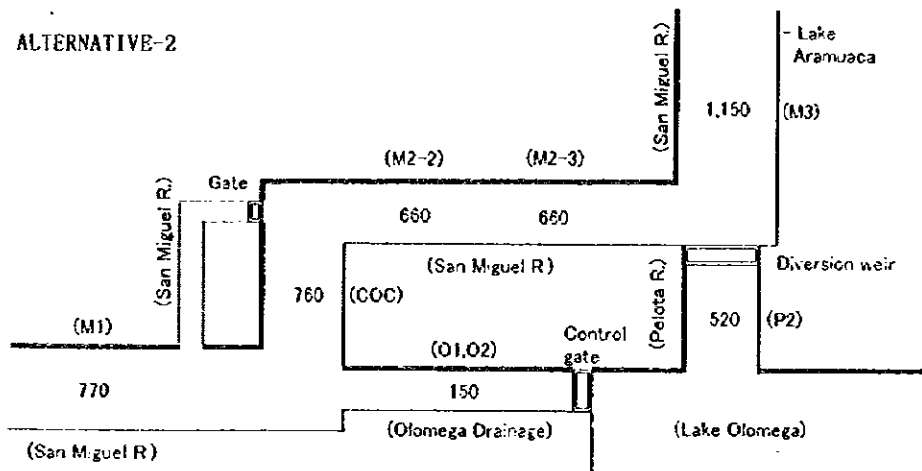 ALTERNATIVE-2
- Lake
Aramuaca
(San Miguel R.)
1,150
(M3)
(M2-2)
(M2-3)
Gate
(San Miguel R.)
660
660
(San Miguel R)
Diversion weir
760
(COC)
(Pelota R.)
520
(P2)
(M1)
(O1,O2)
Control
gate
770
150
(Olomega Drainage)
(Lake Olomega)
(San Miguel R)